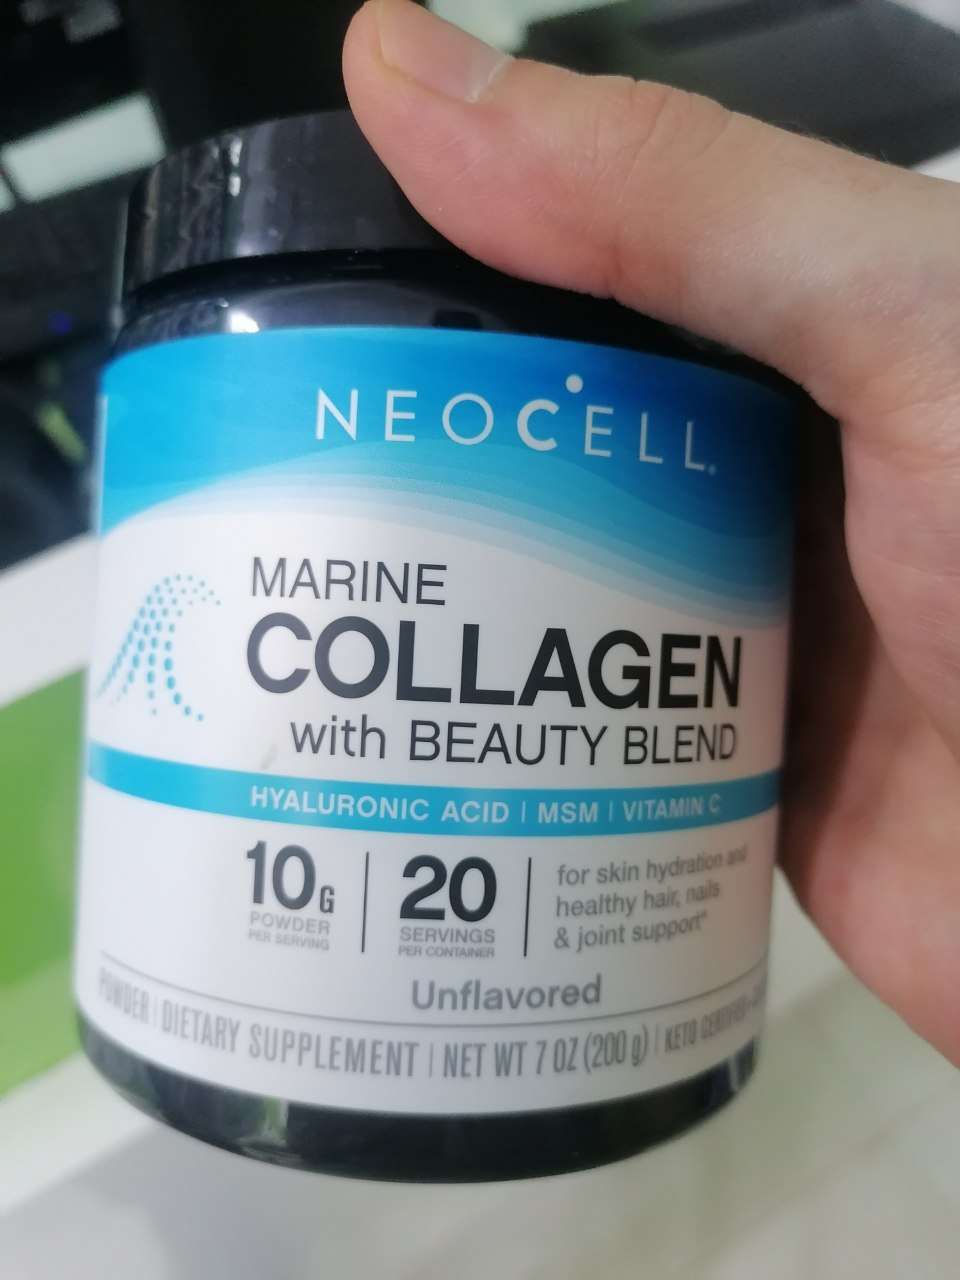 NEOCELL
MARINE
COLLAGEN
with BEAUTY BLEND
HYALURONIC ACID | MSM | VITAMIN C
10G
POWDER
PER SERVING
20
SERVINGS
PER CONTAINER
for skin hydration and
healthy hair, nails
& joint support*
Unflavored
POWDER | DIETARY SUPPLEMENT | NET WT 7 OZ (200 g) | KETO CERTIFIED